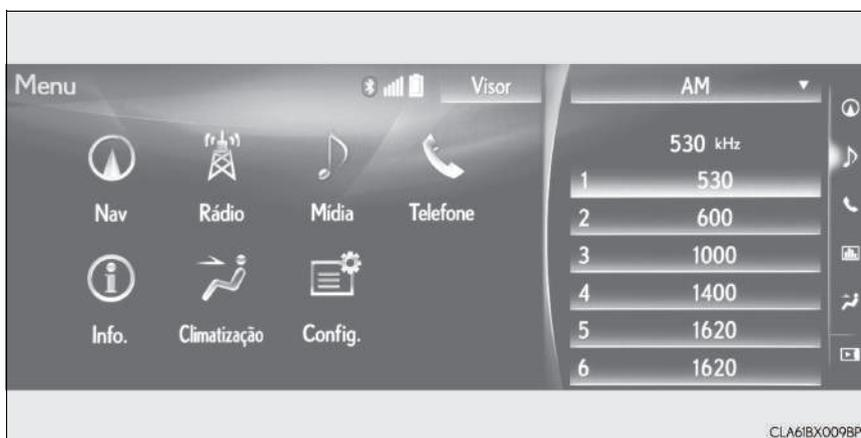 Menu
Visor
AM
530 kHz
Nav
Rádio
Mídia
Telefone
Info.
Climatização
Config.
1 530
2 600
3 1000
4 1400
5 1620
6 1620
CLA61BX009BP